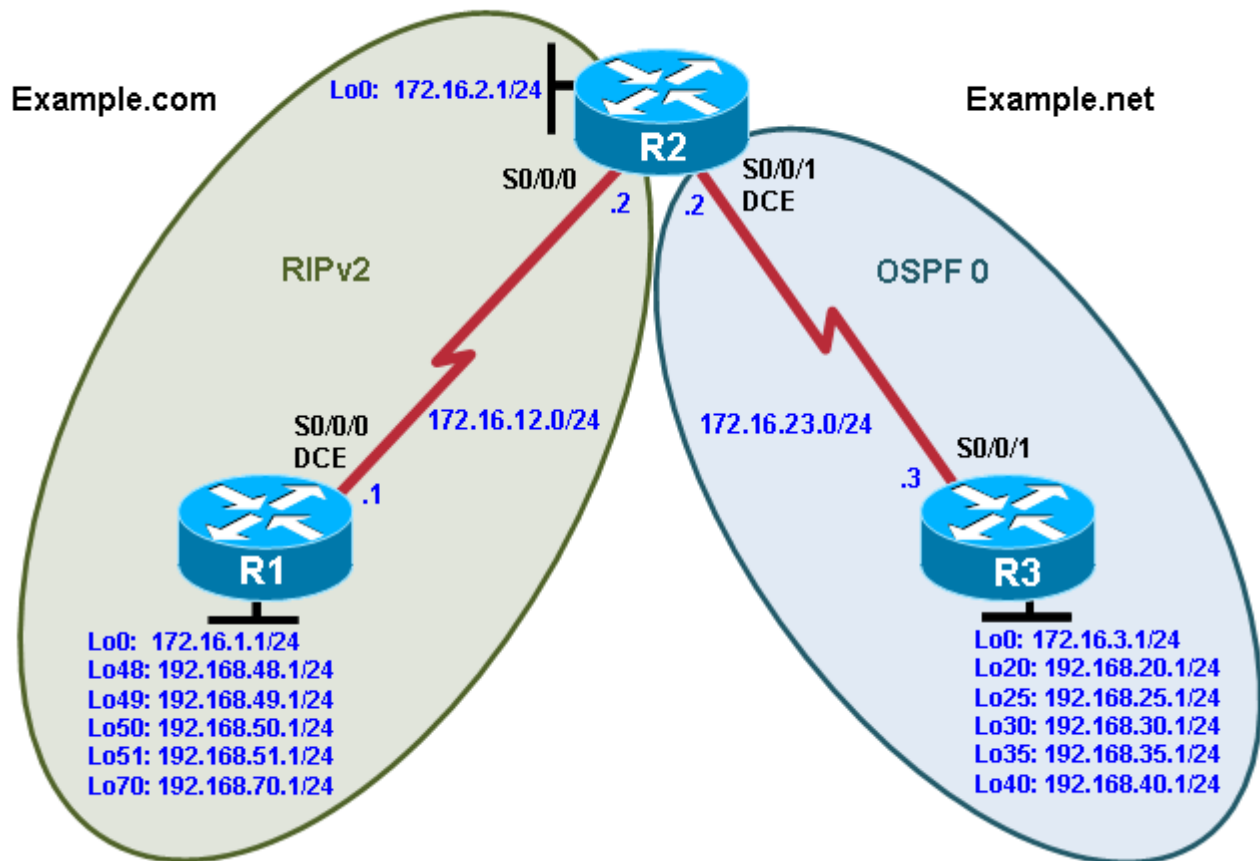 Example.com
Lo0: 172.16.2.1/24
R2
Example.net
S0/0/0
.2
.2
S0/0/1
DCE
RIPv2
OSPF 0
172.16.12.0/24
172.16.23.0/24
S0/0/0
DCE
.1
S0/0/1
.3
R1
R3
Lo0: 172.16.1.1/24
Lo48: 192.168.48.1/24
Lo49: 192.168.49.1/24
Lo50: 192.168.50.1/24
Lo51: 192.168.51.1/24
Lo70: 192.168.70.1/24
Lo0: 172.16.3.1/24
Lo20: 192.168.20.1/24
Lo25: 192.168.25.1/24
Lo30: 192.168.30.1/24
Lo35: 192.168.35.1/24
Lo40: 192.168.40.1/24